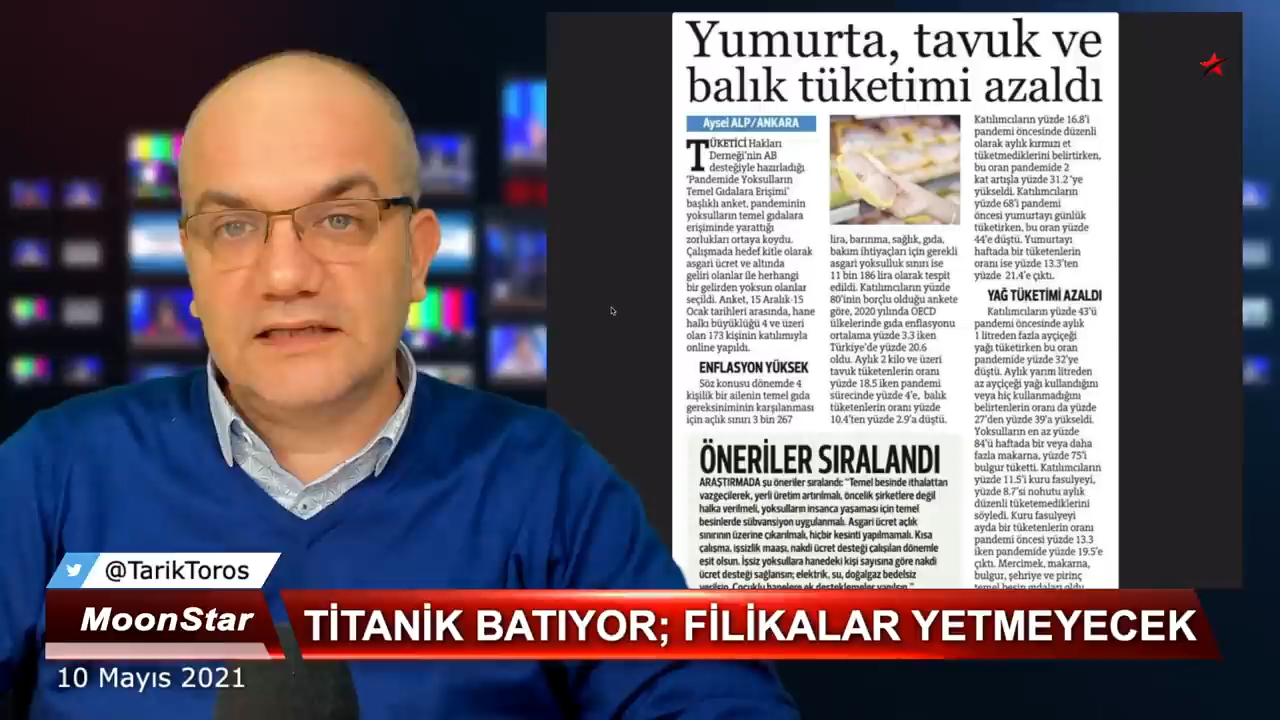 Yumurta, tavuk ve
balık tüketimi azaldı
Aysel ALP/ANKARA
TÜKETİCİ Hakları
Derneği'nin AB
desteğiyle hazırladığı
'Pandemide Yoksulların
Temel Gıdalara Erişimi'
başlıklı anket, pandeminin
yoksulların temel gıdalara
erişiminde yarattığı
zorlukları ortaya koydu.
Çalışmada hedef kitle olarak
asgari ücret ve altında
geliri olanlar ile herhangi
bir gelirden yoksun olanlar
seçildi. Anket, 15 Aralık-15
Ocak tarihleri arasında, hane
halkı büyüklüğü 4 ve üzeri
olan 173 kişinin katılımıyla
online yapıldı.
ENFLASYON YÜKSEK
Söz konusu dönemde 4
kişilik bir ailenin temel gıda
gereksiniminin karşılanması
için açlık sınırı 3 bin 267
lira, barınma, sağlık, gıda,
bakım ihtiyaçları için gerekli
asgari yoksulluk sınırı ise
11 bin 186 lira olarak tespit
edildi. Katılımcıların yüzde
80'inin borçlu olduğu ankete
göre, 2020 yılında OECD
ülkelerinde gıda enflasyonu
ortalama yüzde 3.3 iken
Türkiye'de yüzde 20.6
oldu. Aylık 2 kilo ve üzeri
tavuk tüketenlerin oranı
yüzde 18.5 iken pandemi
sürecinde yüzde 4'e, balık
tüketenlerin oranı yüzde
10.4'ten yüzde 2.9'a düştü.
Katılımcıların yüzde 16.8'i
pandemi öncesinde düzenli
olarak aylık kırmızı et
tüketmediklerini belirtirken,
bu oran pandemide 2
kat artışla yüzde 31.2 'ye
yükseldi. Katılımcıların
yüzde 68'i pandemi
öncesi yumurtayı günlük
tüketirken, bu oran yüzde
44'e düştü. Yumurtayı
haftada bir tüketenlerin
oranı ise yüzde 13.3'ten
yüzde 21.4'e çıktı.
YAĞ TÜKETİMİ AZALDI
Katılımcıların yüzde 43'ü
pandemi öncesinde aylık
1 litreden fazla ayçiçeği
yağı tüketirken bu oran
pandemide yüzde 32'ye
düştü. Aylık yarım litreden
az ayçiçeği yağı kullandığını
veya hiç kullanmadığını
belirtenlerin oranı da yüzde
27'den yüzde 39'a yükseldi.
Yoksulların en az yüzde
84'ü haftada bir veya daha
fazla makarna, yüzde 75'i
bulgur tüketti. Katılımcıların
yüzde 11.5'i kuru fasulyeyi,
yüzde 8.7'si nohutu aylık
düzenli tüketemediklerini
söyledi. Kuru fasulyeyi
ayda bir tüketenlerin oranı
pandemi öncesi yüzde 13.3
iken pandemide yüzde 19.5'e
çıktı. Mercimek, makarna,
bulgur, şehriye ve pirinç
temel besin gıdaları oldu.
ÖNERİLER SIRALANDI
ARAŞTIRMADA şu öneriler sıralandı: "Temel besinde ithalattan
vazgeçilerek, yerli üretim artırılmalı, öncelik şirketlere değil
halka verilmeli, yoksulların insanca yaşaması için temel
besinlerde sübvansiyon uygulanmalı. Asgari ücret açlık
sınırının üzerine çıkarılmalı, hiçbir kesinti yapılmamalı. Kısa
çalışma, işsizlik maaşı, nakdi ücret desteği çalışılan dönemle
eşit olsun. İşsiz yoksullara hanedeki kişi sayısına göre nakdi
ücret desteği sağlansın; elektrik, su, doğalgaz bedelsiz
verilsin. Çocuklu hanelere ek desteklemeler yapılsın."
@TarikToros
MoonStar
TİTANİK BATIYOR; FİLİKALAR YETMEYECEK
10 Mayıs 2021